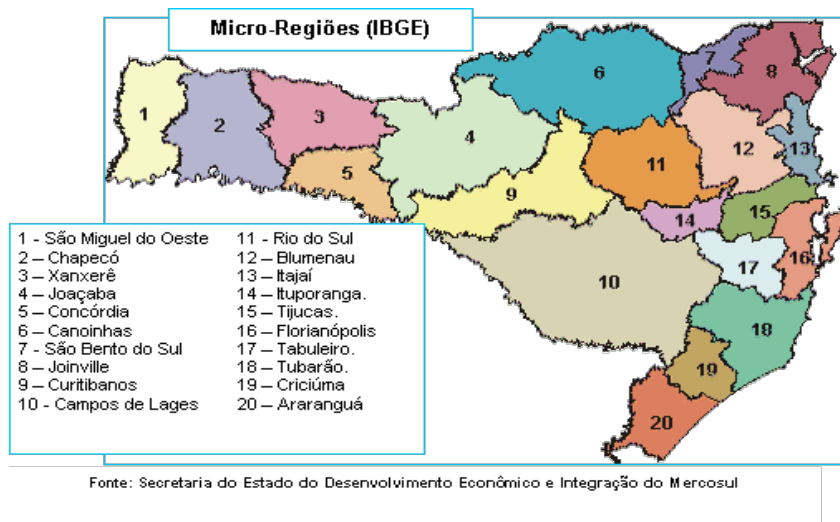 Micro-Regiões (IBGE)
1
2
3
4
5
6
7
8
9
10
11
12
13
14
15
16
17
18
19
20
1 - São Miguel do Oeste
2 – Chapecó
3 – Xanxerê
4 – Joaçaba
5 – Concórdia
6 – Canoinhas
7 - São Bento do Sul
8 – Joinville
9 – Curitibanos
10 - Campos de Lages
11 - Rio do Sul
12 – Blumenau
13 – Itajaí
14 – Ituporanga.
15 – Tijucas.
16 – Florianópolis
17 – Tabuleiro.
18 – Tubarão.
19 – Criciúma
20 – Araranguá
Fonte: Secretaria do Estado do Desenvolvimento Econômico e Integração do Mercosul